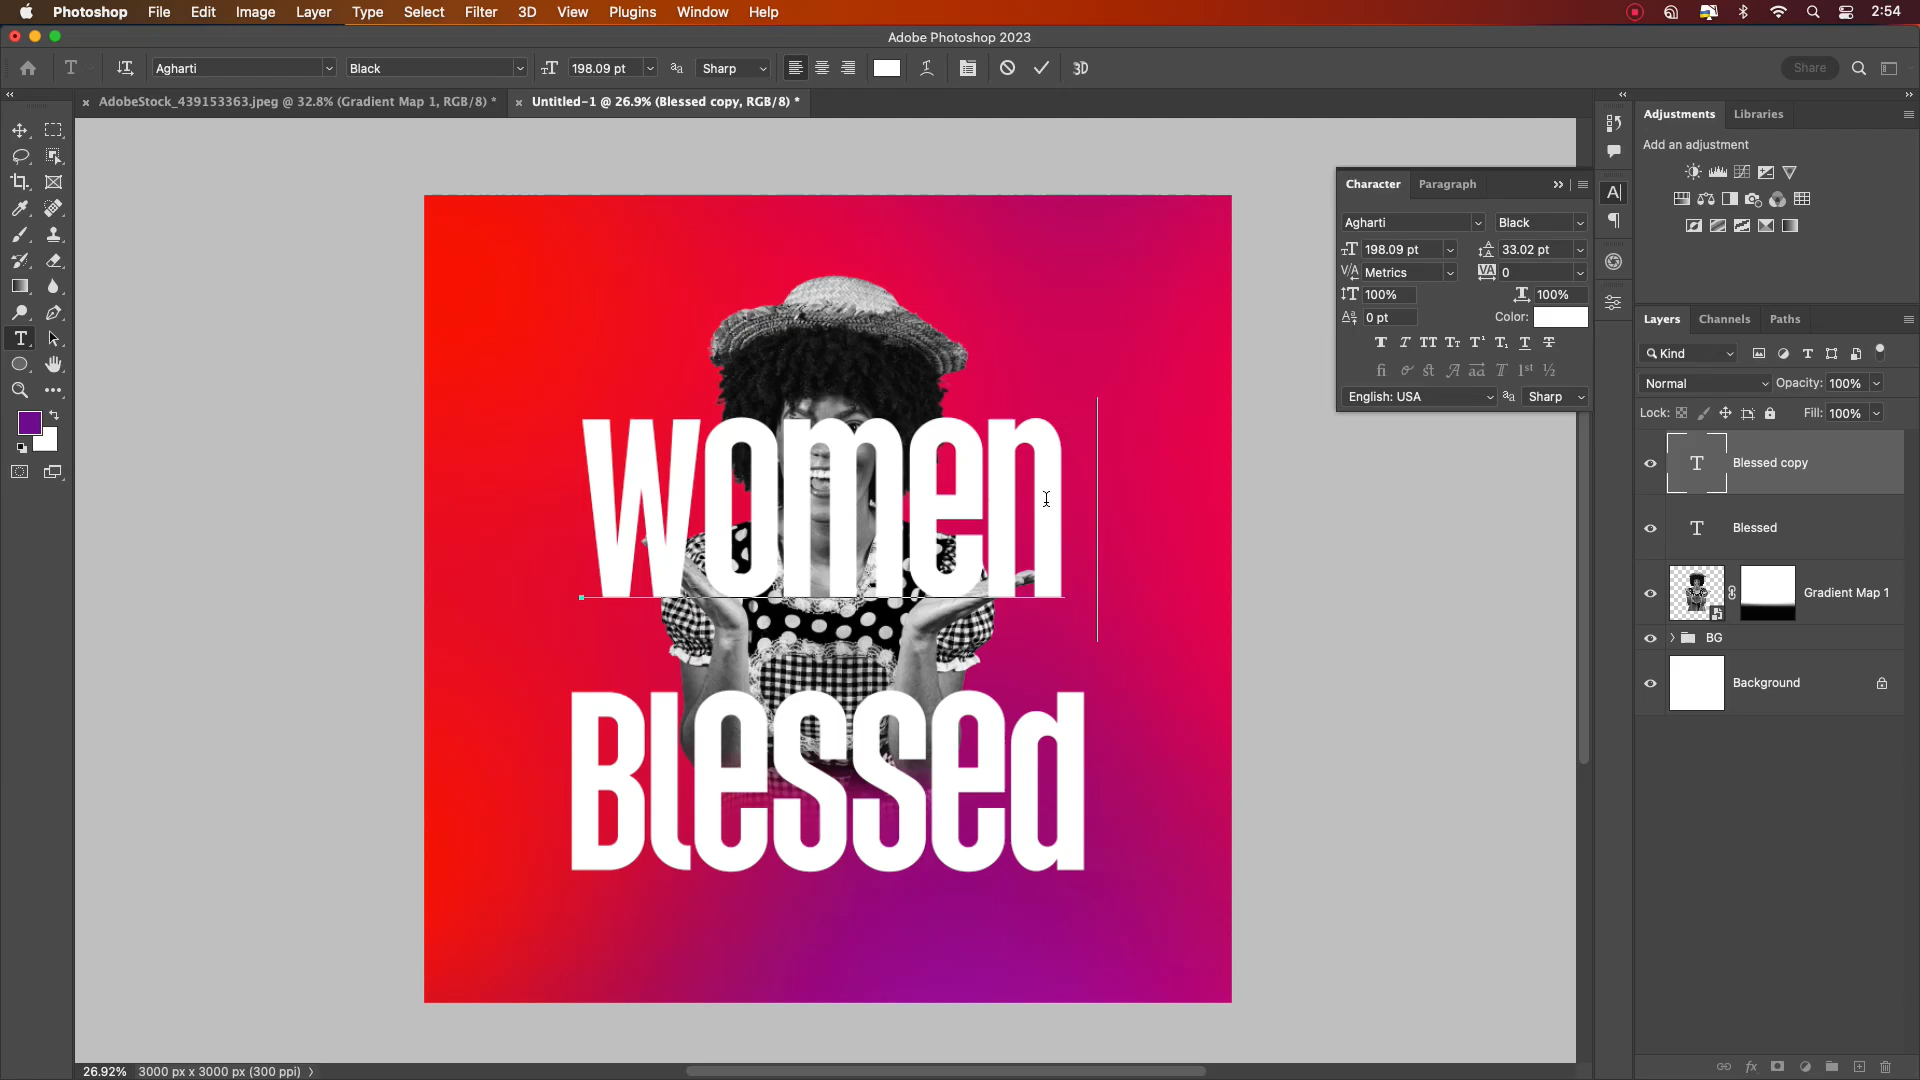 Photoshop File Edit Image Layer Type Select Filter 3D View Plugins Window Help 2:54
Adobe Photoshop 2023
Agharti Black 198.09 pt Sharp 3D Share
AdobeStock_439153363.jpeg @ 32.8% (Gradient Map 1, RGB/8) * Untitled-1 @ 26.9% (Blessed copy, RGB/8) *
Adjustments Libraries
Add an adjustment
Character Paragraph
Agharti Black
198.09 pt 33.02 pt
Metrics 0
100% 100%
0 pt Color:
English: USA Sharp
Layers Channels Paths
Kind
Normal Opacity: 100%
Lock: Fill: 100%
Blessed copy
Blessed
Gradient Map 1
BG
Background
women
Blessed
26.92% 3000 px x 3000 px (300 ppi)